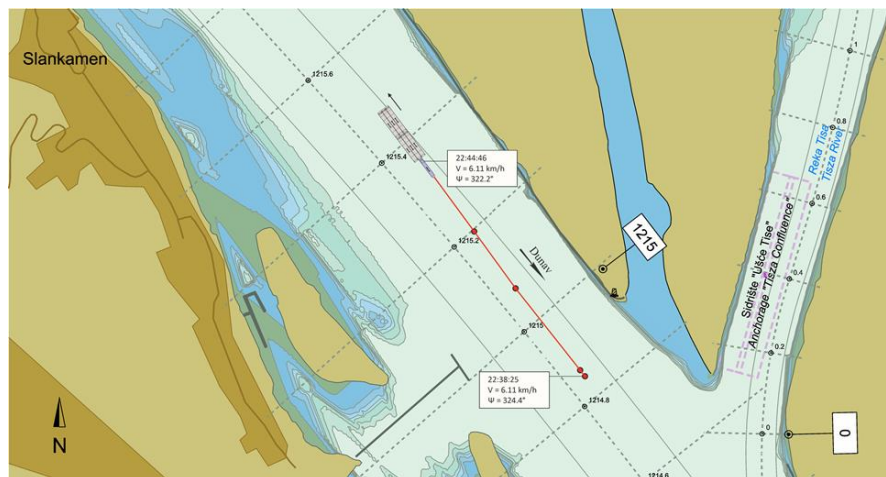 Slankamen
1215.6
1215.4
22:44:46
V = 6.11 km/h
Ψ = 322.2°
1215.2
Dunav
1215
1215
22:38:25
V = 6.11 km/h
Ψ = 324.4°
1214.8
1214.6
N
1
0.8
Reka Tisa
Tisza River
0.6
Sidrište "Ušće Tise"
Anchorage "Tisza Confluence"
0.4
0.2
0
0